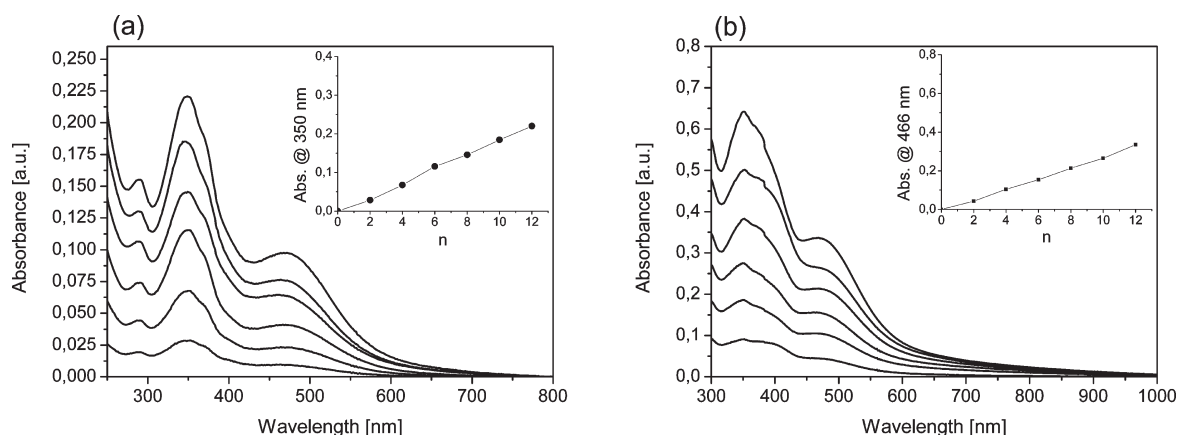 (a)
0,250
0,225
0,200
0,175
0,150
0,125
0,100
0,075
0,050
0,025
0,000
Absorbance [a.u.]
300 400 500 600 700 800
Wavelength [nm]
0,4
0,3
0,2
0,1
0,0
Abs. @ 350 nm
0 2 4 6 8 10 12
n
(b)
0,8
0,7
0,6
0,5
0,4
0,3
0,2
0,1
0,0
Absorbance [a.u.]
300 400 500 600 700 800 900 1000
Wavelength [nm]
0,8
0,6
0,4
0,2
0,0
Abs. @ 466 nm
0 2 4 6 8 10 12
n